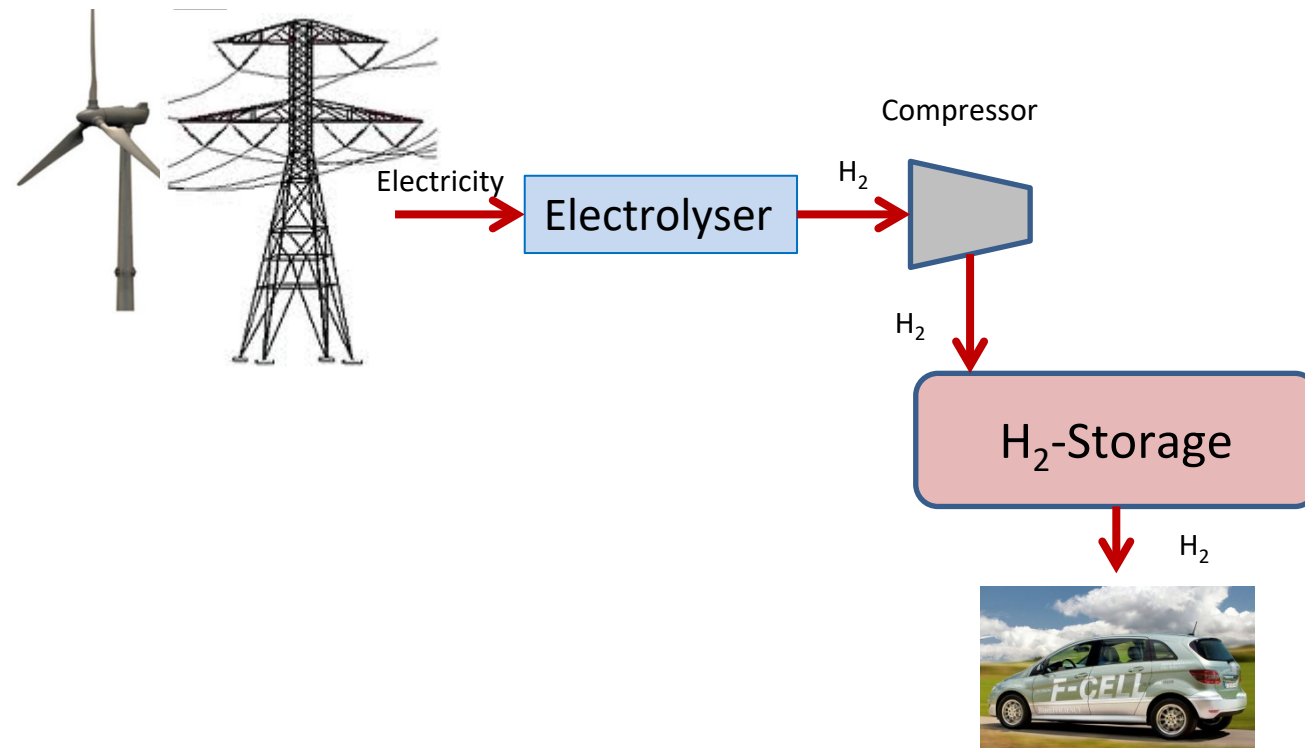 Compressor
Electricity
H₂
Electrolyser
H₂
H₂-Storage
H₂
F-CELL